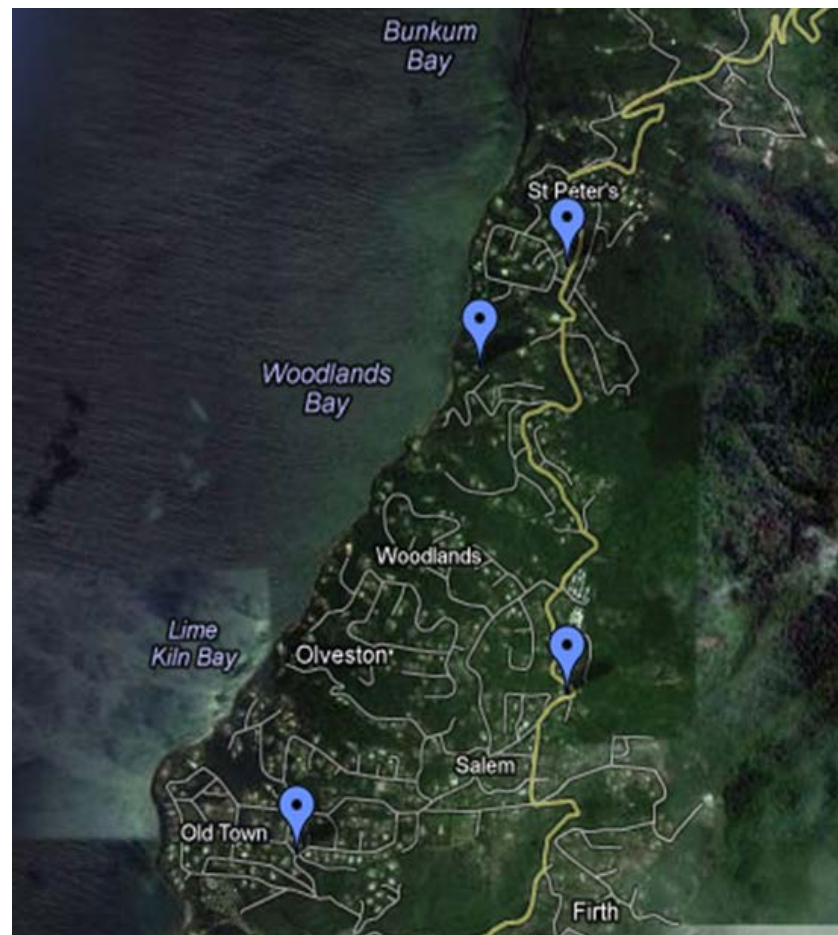 Bunkum
Bay
St Peter's
Woodlands
Bay
Woodlands
Lime
Kiln Bay
Olveston
Salem
Old Town
Firth